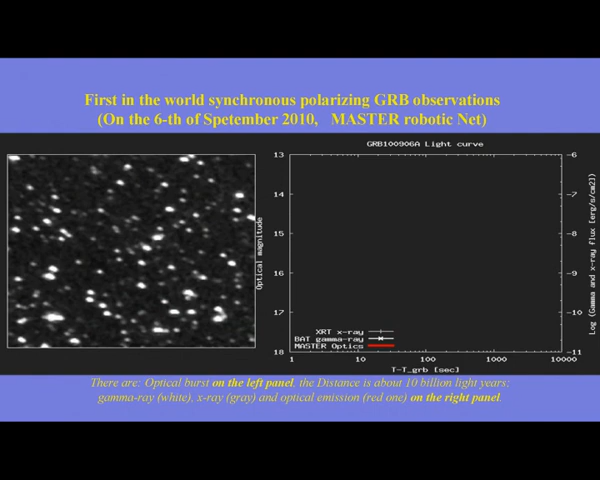 First in the world synchronous polarizing GRB observations
(On the 6-th of Spetember 2010, MASTER robotic Net)
GRB100906A Light curve
13
14
15
16
17
18
Optical magnitude
-6
-7
-8
-9
-10
-11
Log (Gamma and x-ray flux [erg/s/cm2])
XRT x-ray
BAT gamma-ray
MASTER Optics
1 10 100 1000 10000
T-T_grb [sec]
There are: Optical burst on the left panel, the Distance is about 10 billion light years;
gamma-ray (white), x-ray (gray) and optical emission (red one) on the right panel.